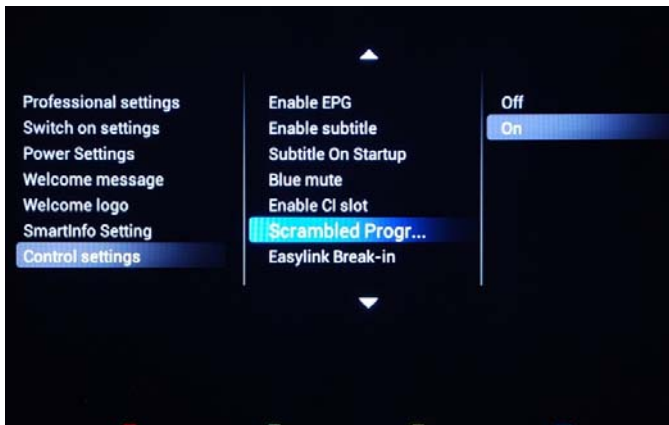 Professional settings
Switch on settings
Power Settings
Welcome message
Welcome logo
SmartInfo Setting
Control settings
Enable EPG
Enable subtitle
Subtitle On Startup
Blue mute
Enable CI slot
Scrambled Progr...
Easylink Break-in
Off
On